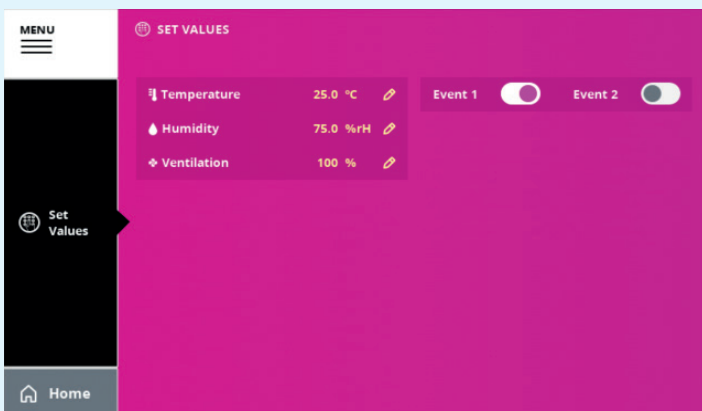 MENU
SET VALUES
Temperature 25.0 °C
Humidity 75.0 %rH
Ventilation 100 %
Event 1 Event 2
Set
Values
Home